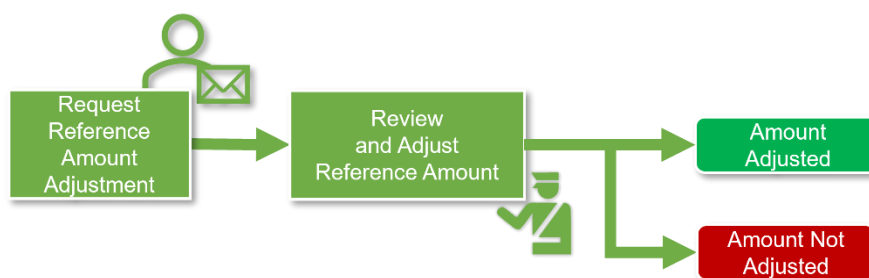 Request
Reference
Amount
Adjustment
Review
and Adjust
Reference Amount
Amount
Adjusted
Amount Not
Adjusted